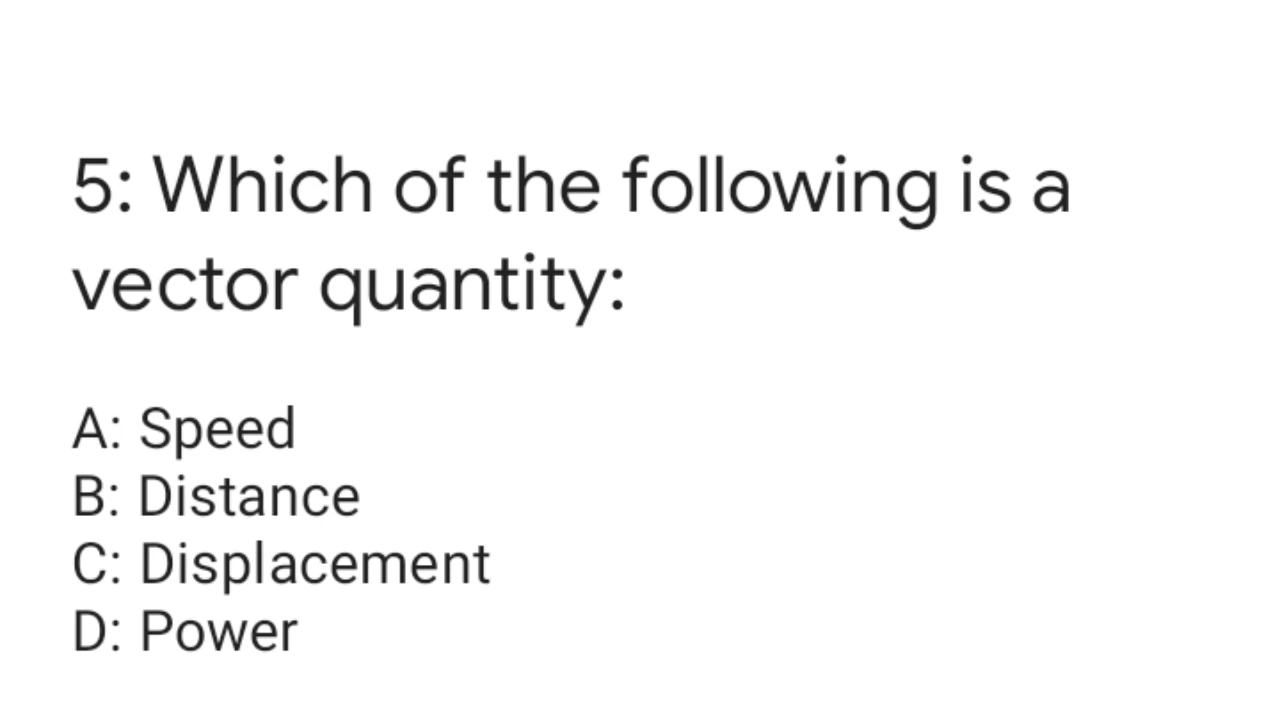 5: Which of the following is a
vector quantity:
A: Speed
B: Distance
C: Displacement
D: Power